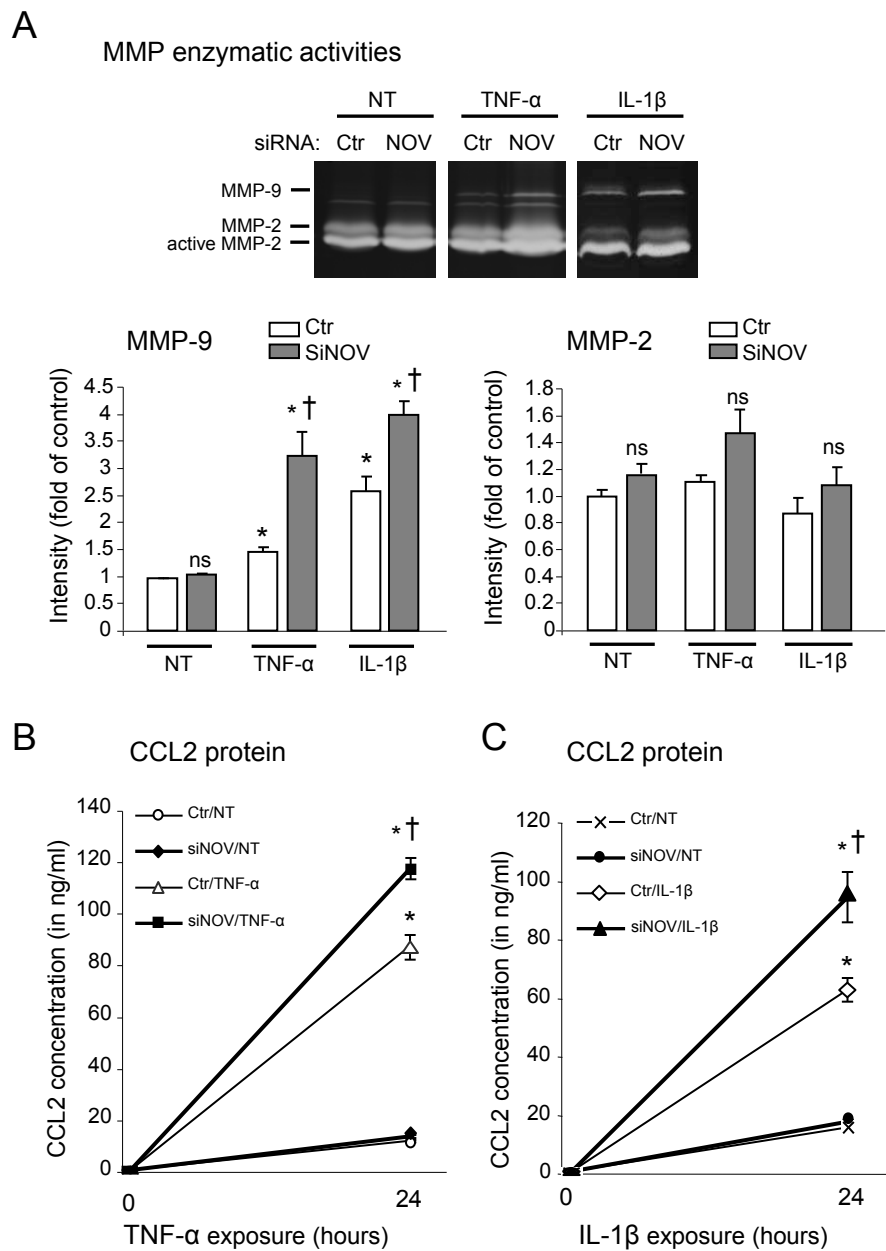 A
MMP enzymatic activities
NT TNF-α IL-1β
siRNA: Ctr NOV Ctr NOV Ctr NOV
MMP-9
MMP-2
active MMP-2
MMP-9
Ctr
SiNOV
Intensity (fold of control)
4.5
4
3.5
3
2.5
2
1.5
1
0.5
0
ns
*
* †
*
* †
NT TNF-α IL-1β
MMP-2
Ctr
SiNOV
Intensity (fold of control)
1.8
1.6
1.4
1.2
1.0
0.8
0.6
0.4
0.2
0
ns
ns
ns
NT TNF-α IL-1β
B
CCL2 protein
CCL2 concentration (in ng/ml)
140
120
100
80
60
40
20
0
Ctr/NT
siNOV/NT
Ctr/TNF-α
siNOV/TNF-α
* †
*
0 24
TNF-α exposure (hours)
C
CCL2 protein
CCL2 concentration (in ng/ml)
120
100
80
60
40
20
0
Ctr/NT
siNOV/NT
Ctr/IL-1β
siNOV/IL-1β
* †
*
0 24
IL-1β exposure (hours)